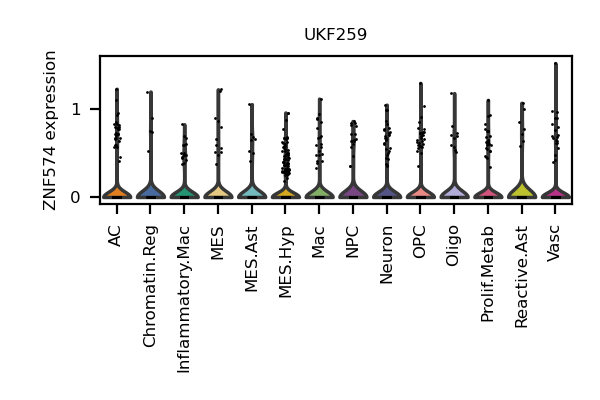 UKF259
ZNF574 expression
1
0
AC
Chromatin.Reg
Inflammatory.Mac
MES
MES.Ast
MES.Hyp
Mac
NPC
Neuron
OPC
Oligo
Prolif.Metab
Reactive.Ast
Vasc